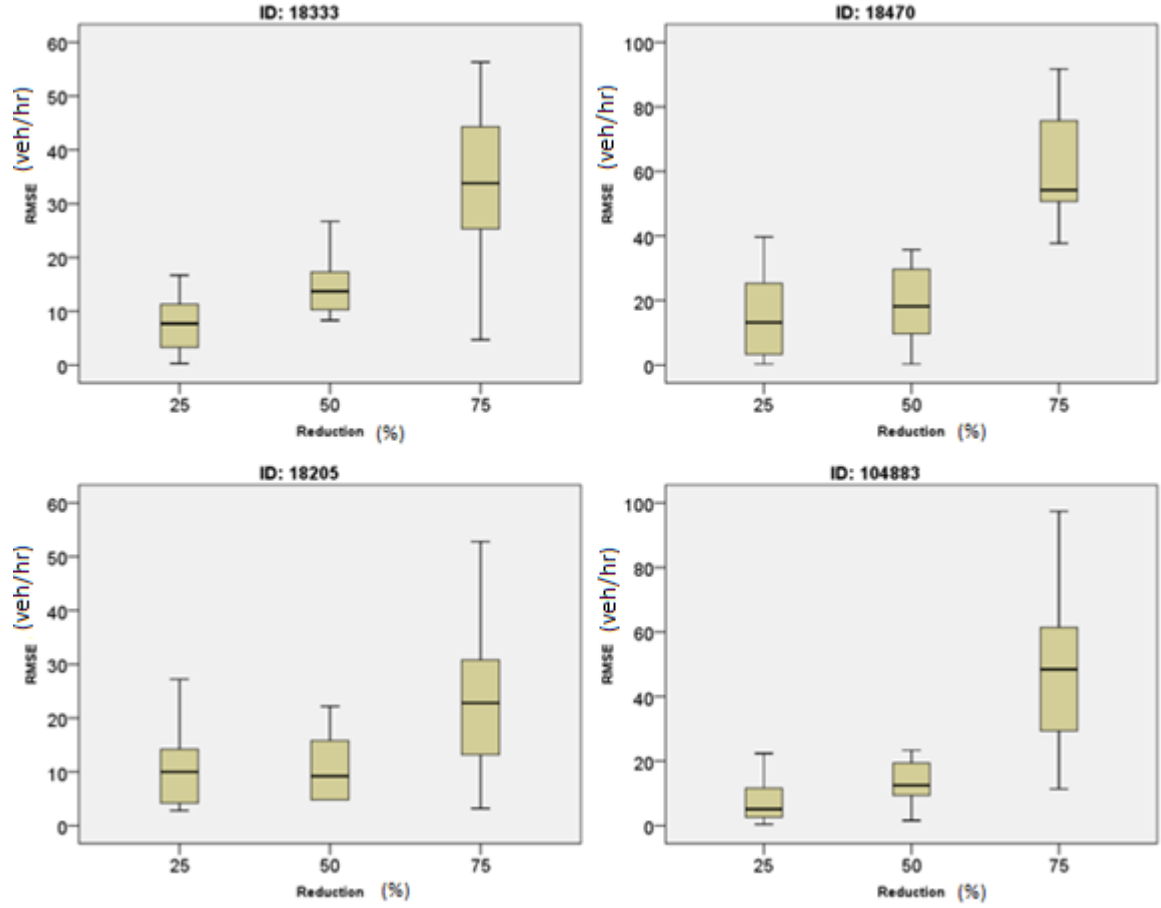 ID: 18333
RMSE (veh/hr)
60
50
40
30
20
10
0
25 50 75
Reduction (%)
ID: 18470
RMSE (veh/hr)
100
80
60
40
20
0
25 50 75
Reduction (%)
ID: 18205
RMSE (veh/hr)
60
50
40
30
20
10
0
25 50 75
Reduction (%)
ID: 104883
RMSE (veh/hr)
100
80
60
40
20
0
25 50 75
Reduction (%)